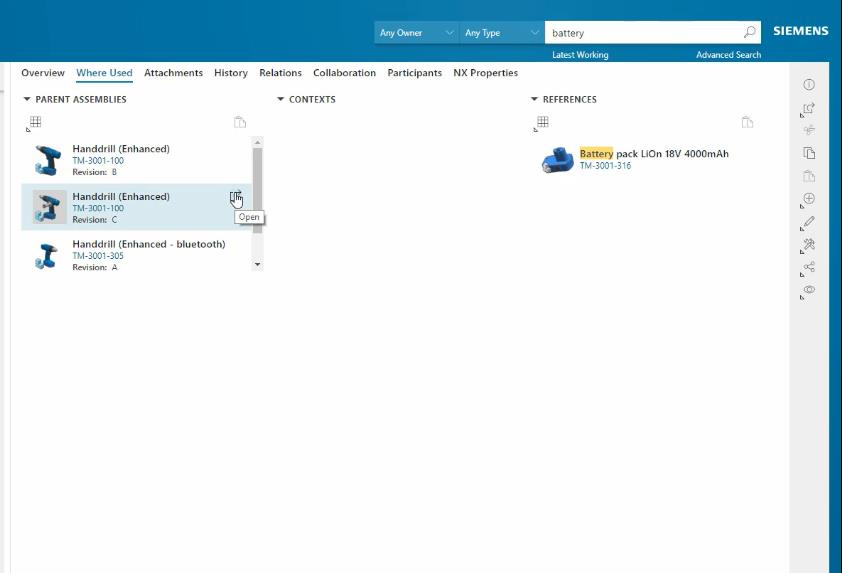 Any Owner Any Type battery SIEMENS
Latest Working Advanced Search
Overview Where Used Attachments History Relations Collaboration Participants NX Properties
PARENT ASSEMBLIES CONTEXTS REFERENCES
Handdrill (Enhanced)
TM-3001-100
Revision: B
Handdrill (Enhanced)
TM-3001-100
Revision: C
Open
Handdrill (Enhanced - bluetooth)
TM-3001-305
Revision: A
Battery pack LiOn 18V 4000mAh
TM-3001-316